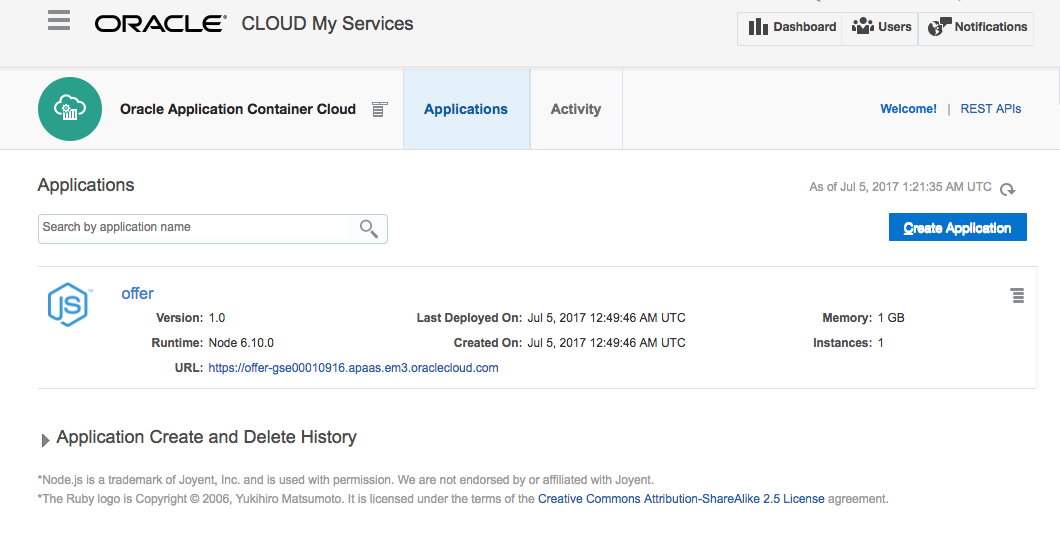 ORACLE® CLOUD My Services
Dashboard Users Notifications
Oracle Application Container Cloud Applications Activity Welcome! | REST APIs
Applications
As of Jul 5, 2017 1:21:35 AM UTC
Search by application name
Create Application
JS™
offer
Version: 1.0 Last Deployed On: Jul 5, 2017 12:49:46 AM UTC Memory: 1 GB
Runtime: Node 6.10.0 Created On: Jul 5, 2017 12:49:46 AM UTC Instances: 1
URL: https://offer-gse00010916.apaas.em3.oraclecloud.com
Application Create and Delete History
*Node.js is a trademark of Joyent, Inc. and is used with permission. We are not endorsed by or affiliated with Joyent.
*The Ruby logo is Copyright © 2006, Yukihiro Matsumoto. It is licensed under the terms of the Creative Commons Attribution-ShareAlike 2.5 License agreement.